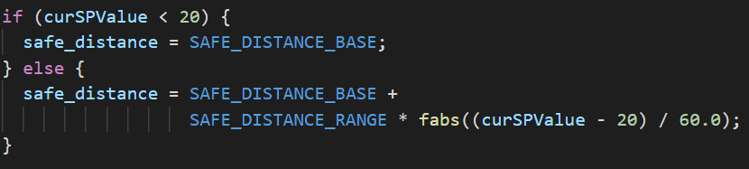 if (curSPValue < 20) {
  safe_distance = SAFE_DISTANCE_BASE;
} else {
  safe_distance = SAFE_DISTANCE_BASE +
                  SAFE_DISTANCE_RANGE * fabs((curSPValue - 20) / 60.0);
}